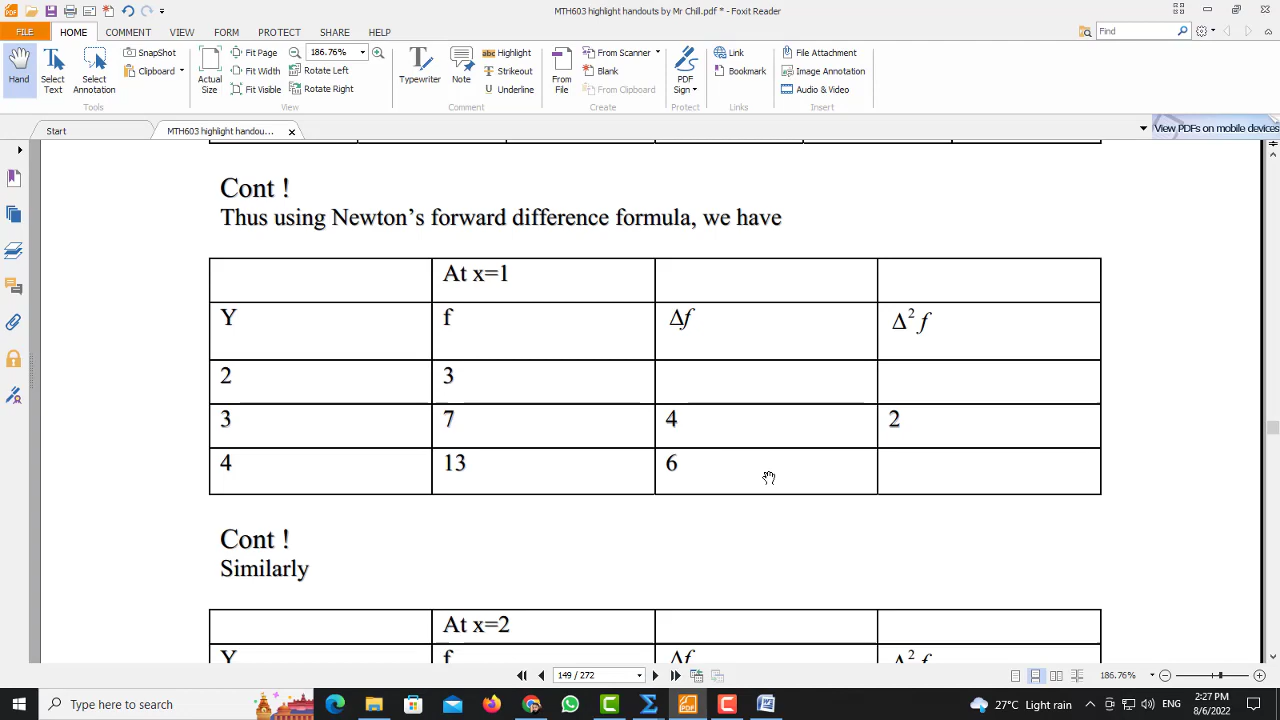 MTH603 highlight handouts by Mr Chill.pdf * - Foxit Reader
FILE HOME COMMENT VIEW FORM PROTECT SHARE HELP
Find
Hand
Select Text
Select Annotation
SnapShot
Clipboard
Tools
Actual Size
Fit Page
Fit Width
Fit Visible
186.76%
Rotate Left
Rotate Right
View
Typewriter
Note
Highlight
Strikeout
Underline
Comment
From File
From Scanner
Blank
From Clipboard
Create
PDF Sign
Protect
Link
Bookmark
Links
File Attachment
Image Annotation
Audio & Video
Insert
Start
MTH603 highlight handou...
View PDFs on mobile devices
Cont !
Thus using Newton’s forward difference formula, we have
At x=1
Y f Δf Δ² f
2 3
3 7 4 2
4 13 6
Cont !
Similarly
At x=2
Y f Δf Δ² f
149 / 272
186.76%
Type here to search
27°C Light rain
ENG
2:27 PM
8/6/2022